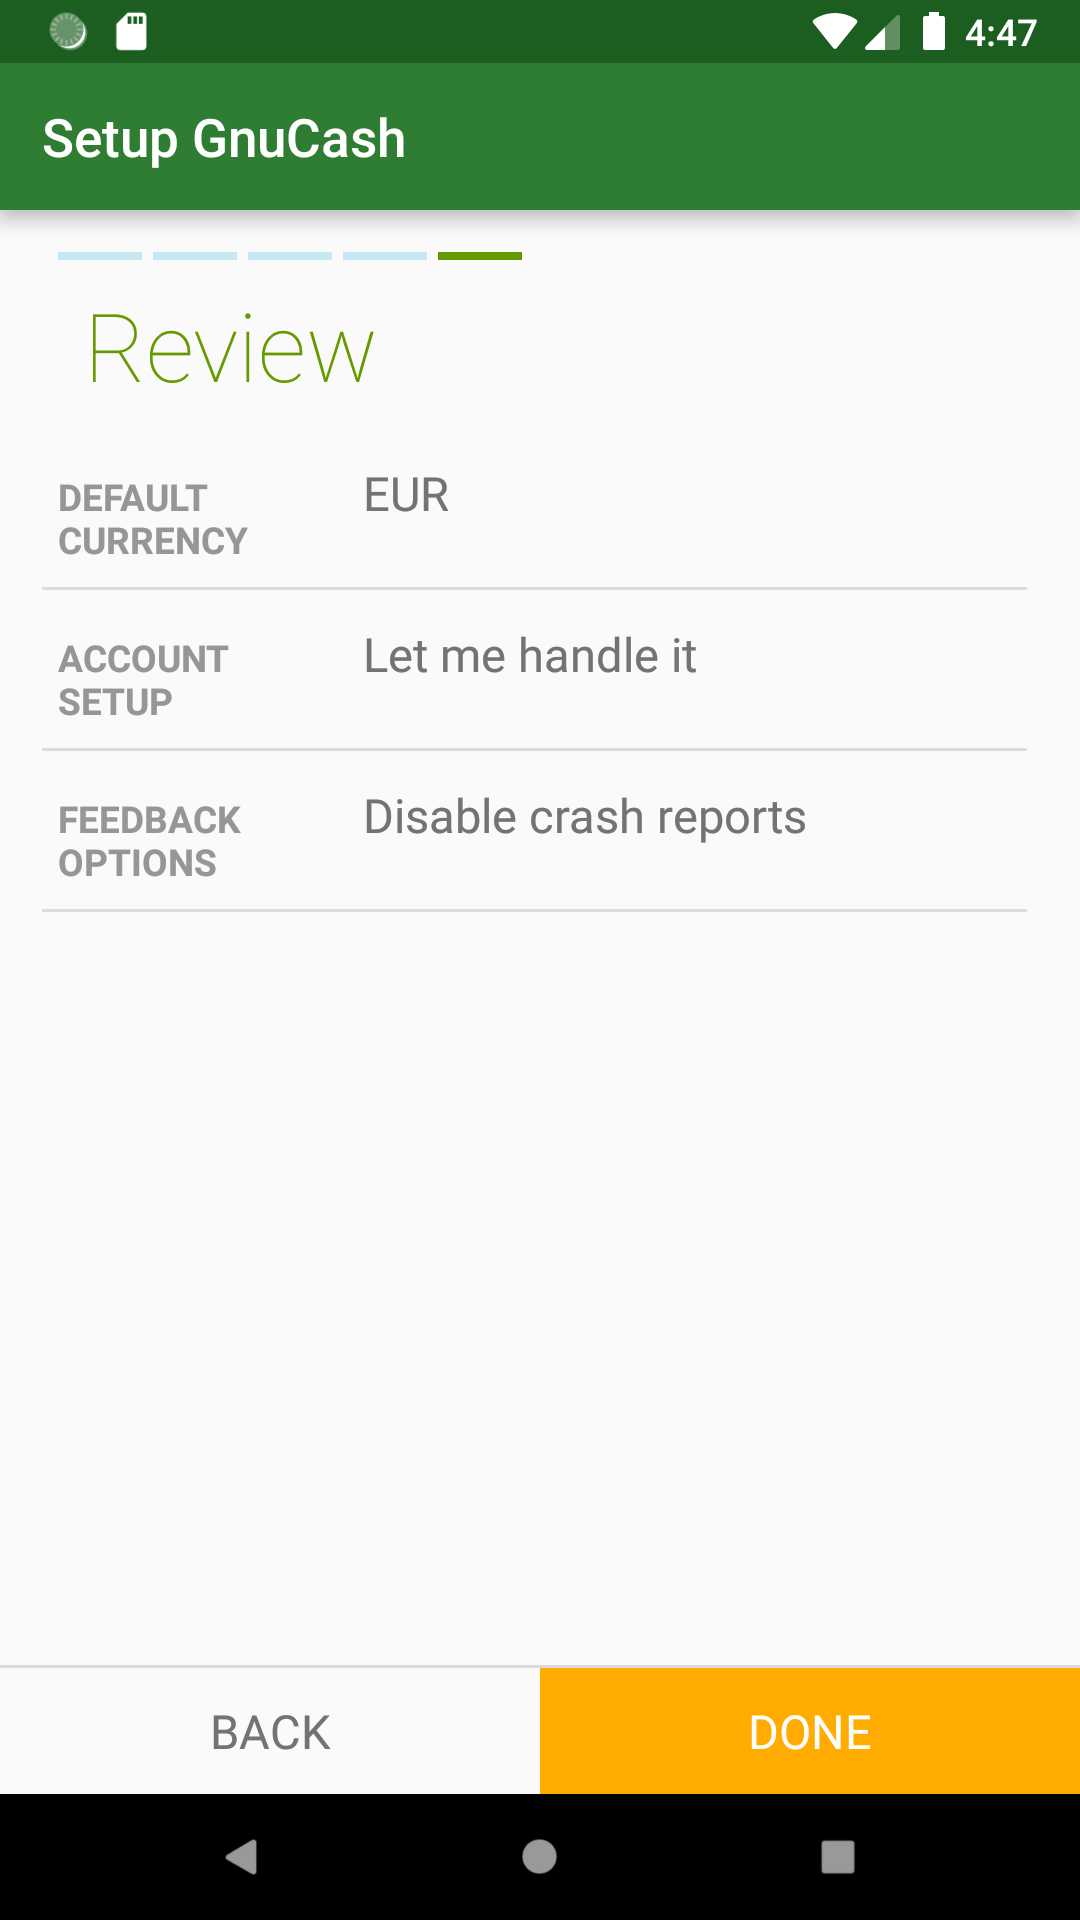 4:47
Setup GnuCash
Review
DEFAULT
CURRENCY
EUR
ACCOUNT
SETUP
Let me handle it
FEEDBACK
OPTIONS
Disable crash reports
BACK
DONE